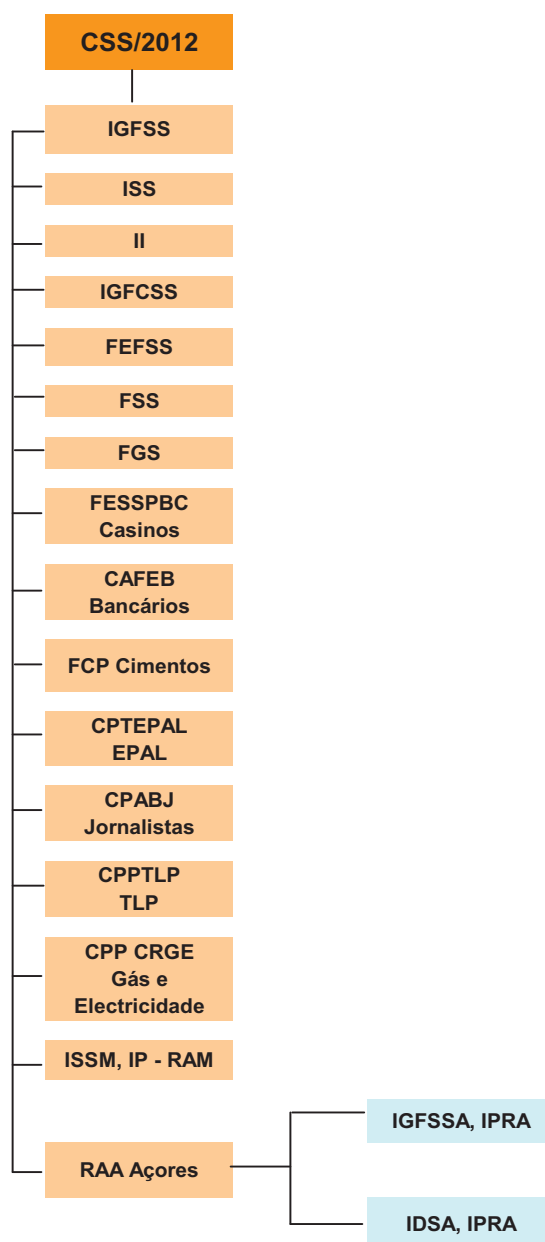 CSS/2012
IGFSS
ISS
II
IGFCSS
FEFSS
FSS
FGS
FESSPBC
Casinos
CAFEB
Bancários
FCP Cimentos
CPTEPAL
EPAL
CPABJ
Jornalistas
CPPTLP
TLP
CPP CRGE
Gás e
Electricidade
ISSM, IP - RAM
RAA Açores
IGFSSA, IPRA
IDSA, IPRA